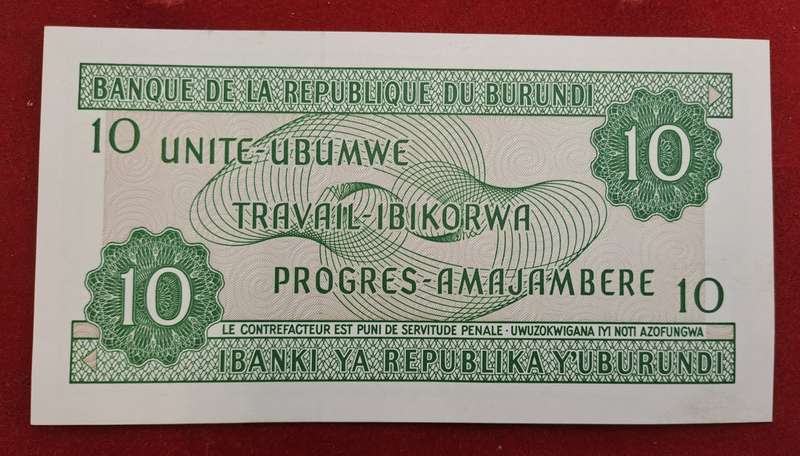 BANQUE DE LA REPUBLIQUE DU BURUNDI
10
10
UNITE-UBUMWE
TRAVAIL-IBIKORWA
PROGRES-AMAJAMBERE
10
10
LE CONTREFACTEUR EST PUNI DE SERVITUDE PENALE · UWUZOKWIGANA IYI NOTI AZOFUNGWA
IBANKI YA REPUBLIKA Y'UBURUNDI